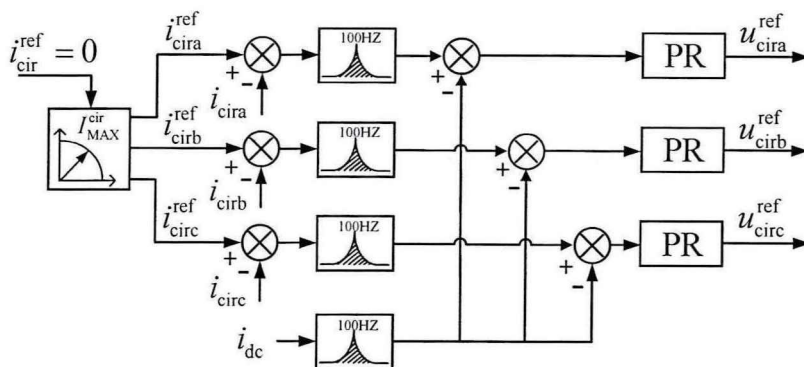 i_cir^ref = 0
I_MAX^cir
i_cira^ref
+
-
i_cira
100HZ
+
-
PR
u_cira^ref
i_cirb^ref
+
-
i_cirb
100HZ
+
-
PR
u_cirb^ref
i_circ^ref
+
-
i_circ
100HZ
+
-
PR
u_circ^ref
i_dc
100HZ